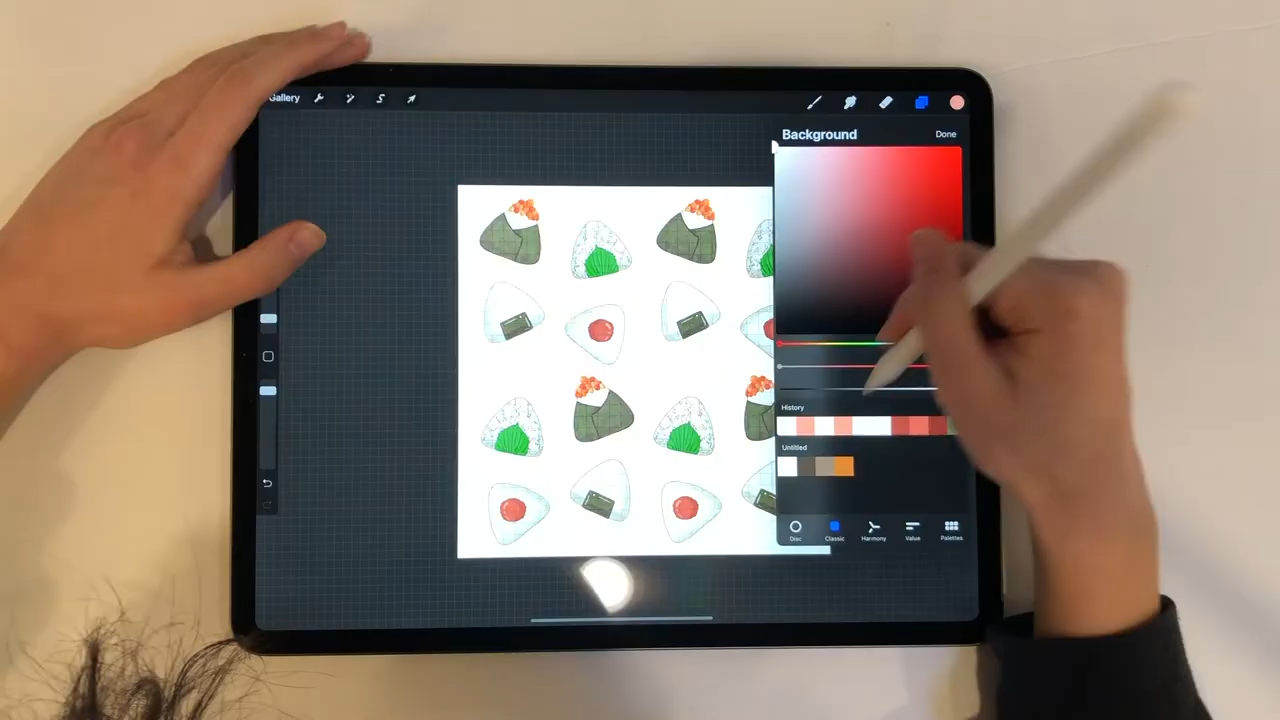 Gallery
Background Done
History
Untitled
Disc Classic Harmony Value Palettes